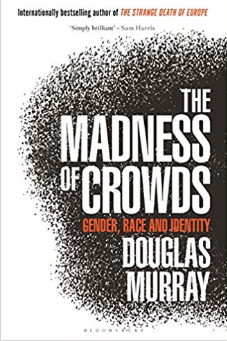 Internationally bestselling author of THE STRANGE DEATH OF EUROPE
'Simply brilliant' – Sam Harris
THE
MADNESS
OF CROWDS
GENDER, RACE AND IDENTITY
DOUGLAS
MURRAY
BLOOMSBURY